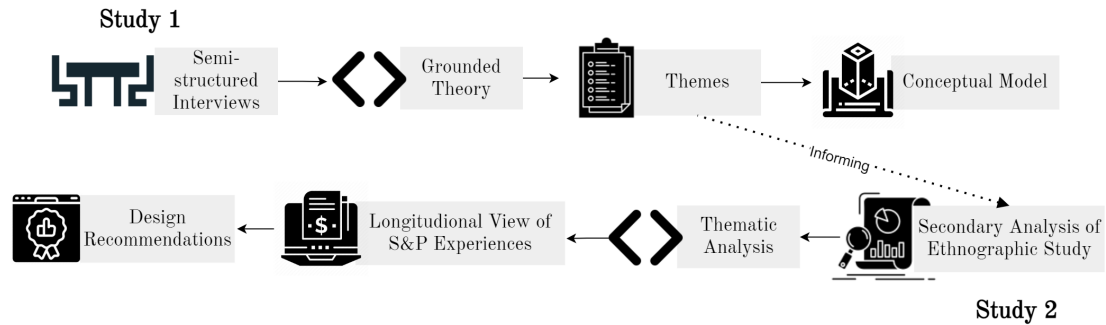 Study 1
Semi-
structured
Interviews
Grounded
Theory
Themes
Conceptual Model
Informing
Design
Recommendations
$
Longitudional View of
S&P Experiences
Thematic
Analysis
Secondary Analysis of
Ethnographic Study
Study 2